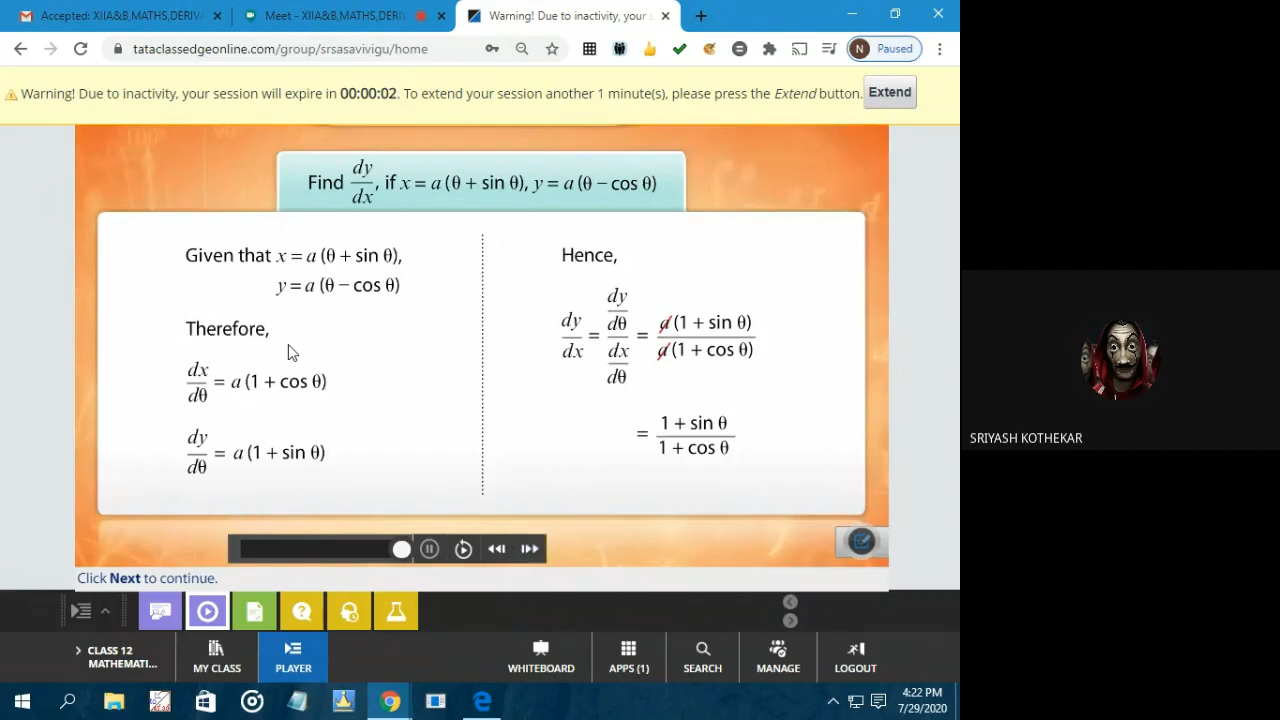 Accepted: XIIA&B,MATHS,DERIV
Meet - XIIA&B,MATHS,DERIV
Warning! Due to inactivity, your s
tataclassedgeonline.com/group/srsasavivigu/home
N Paused
Warning! Due to inactivity, your session will expire in 00:00:02. To extend your session another 1 minute(s), please press the Extend button.
Extend
Find dy/dx, if x = a (θ + sin θ), y = a (θ − cos θ)
Given that x = a (θ + sin θ),
y = a (θ − cos θ)
Therefore,
dx/dθ = a (1 + cos θ)
dy/dθ = a (1 + sin θ)
Hence,
dy/dx = (dy/dθ)/(dx/dθ) = a (1 + sin θ)/a (1 + cos θ)
= 1 + sin θ/1 + cos θ
SRIYASH KOTHEKAR
Click Next to continue.
CLASS 12
MATHEMATI...
MY CLASS
PLAYER
WHITEBOARD
APPS (1)
SEARCH
MANAGE
LOGOUT
4:22 PM
7/29/2020